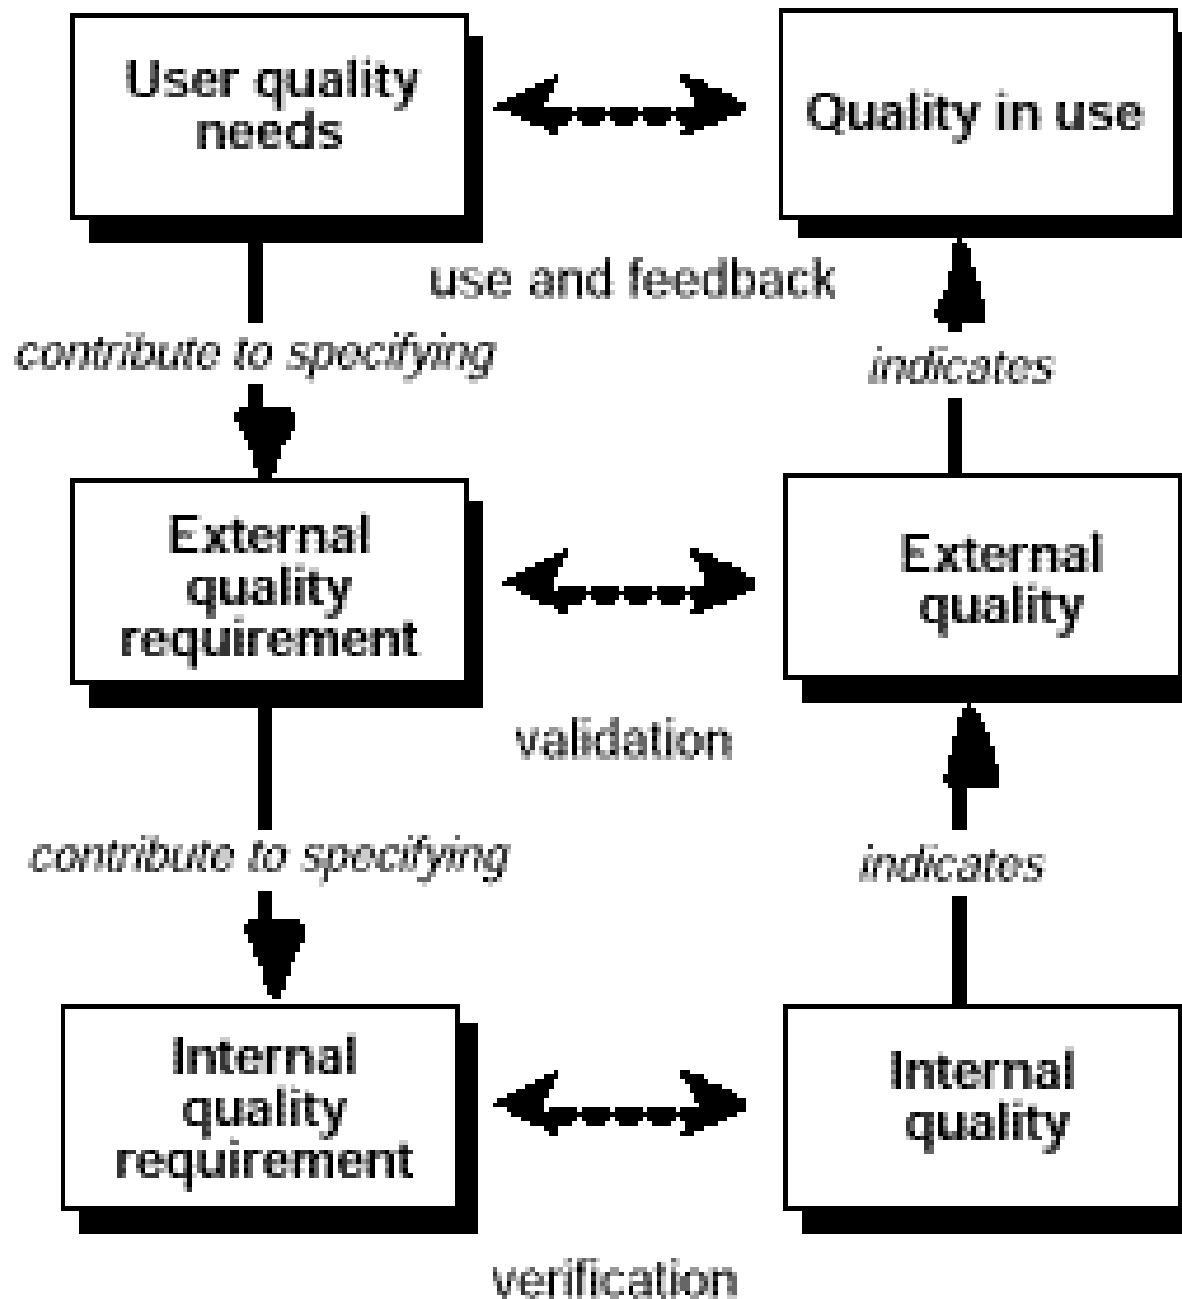 User quality
needs
Quality in use
use and feedback
contribute to specifying
indicates
External
quality
requirement
External
quality
validation
contribute to specifying
indicates
Internal
quality
requirement
Internal
quality
verification